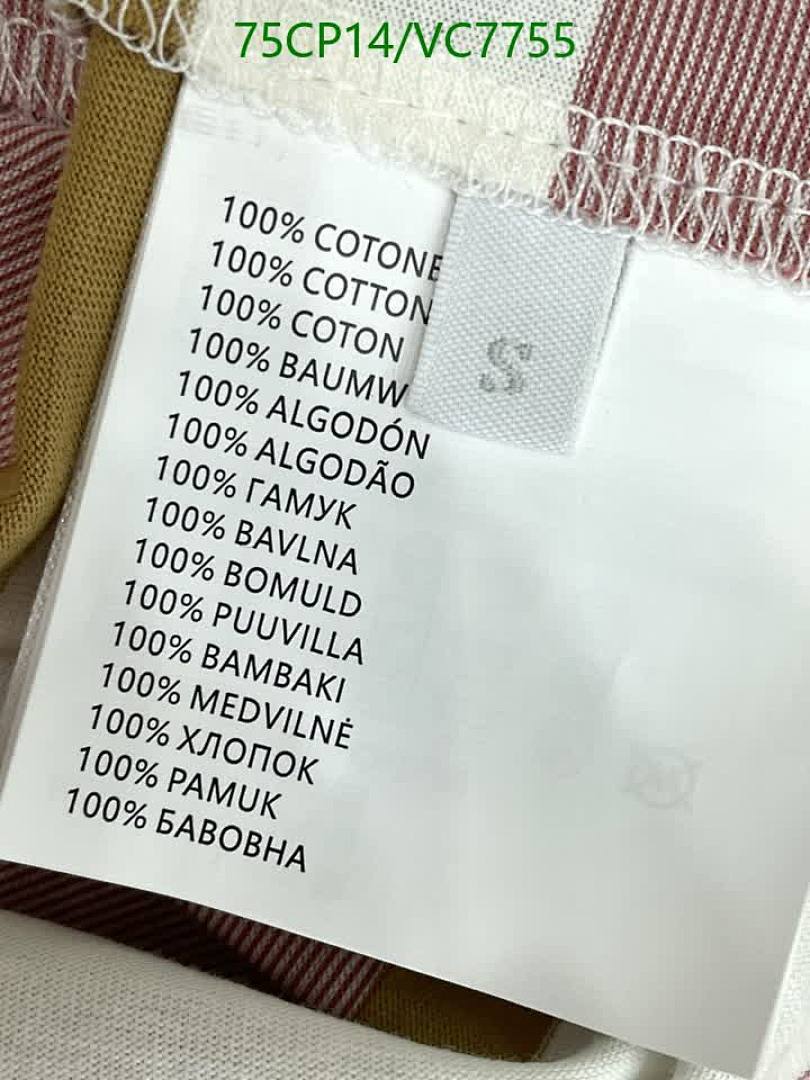 75CP14/VC7755
100% COTONE
100% COTTON
100% COTON
100% BAUMW
S
100% ALGODÓN
100% ALGODÃO
100% ГАМУК
100% BAVLNA
100% BOMULD
100% PUUVILLA
100% BAMBAKI
100% MEDVILNĖ
100% ХЛОПОК
100% PAMUK
100% БАВОВНА